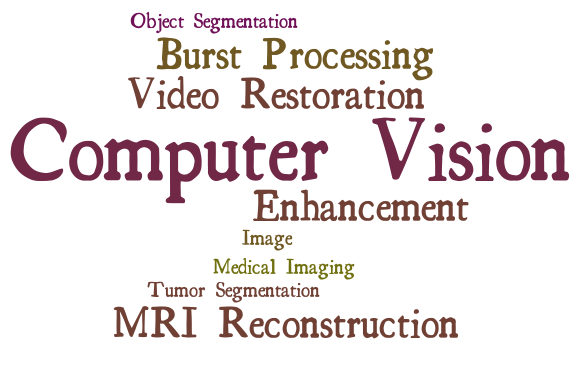 Object Segmentation
Burst Processing
Video Restoration
Computer Vision
Enhancement
Image
Medical Imaging
Tumor Segmentation
MRI Reconstruction